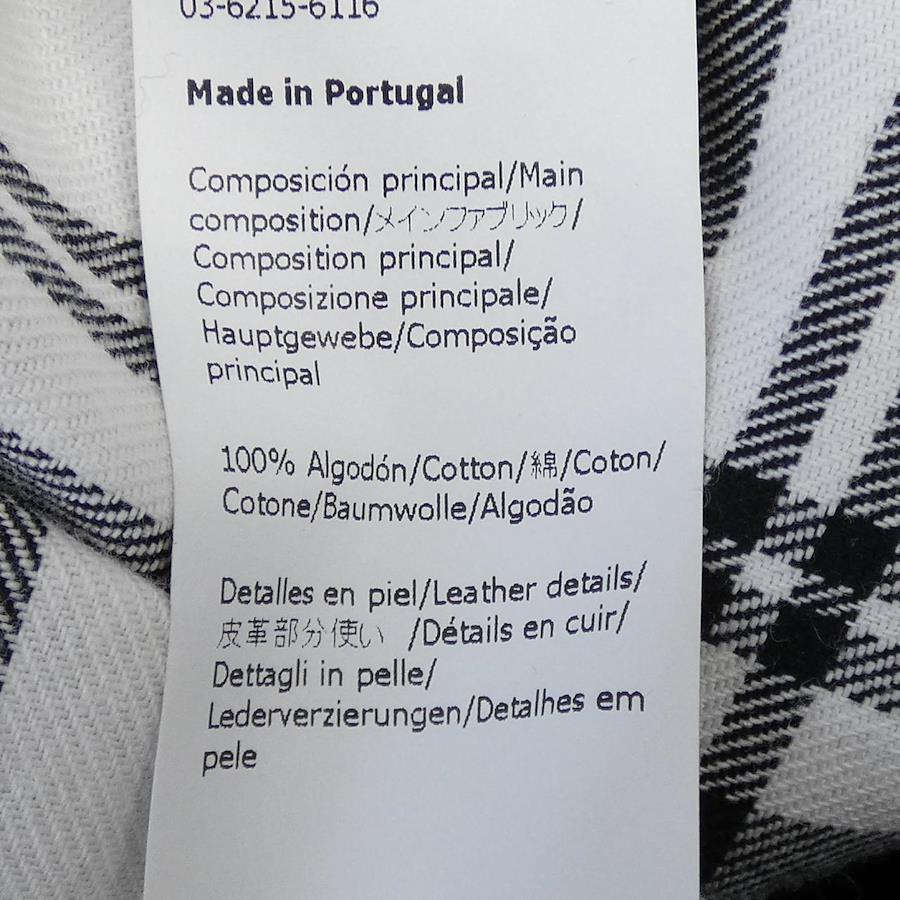 03-6215-6116
Made in Portugal
Composición principal/Main
composition/メインファブリック/
Composition principal/
Composizione principale/
Hauptgewebe/Composição
principal
100% Algodón/Cotton/綿/Coton/
Cotone/Baumwolle/Algodão
Detalles en piel/Leather details/
皮革部分使い /Détails en cuir/
Dettagli in pelle/
Lederverzierungen/Detalhes em
pele